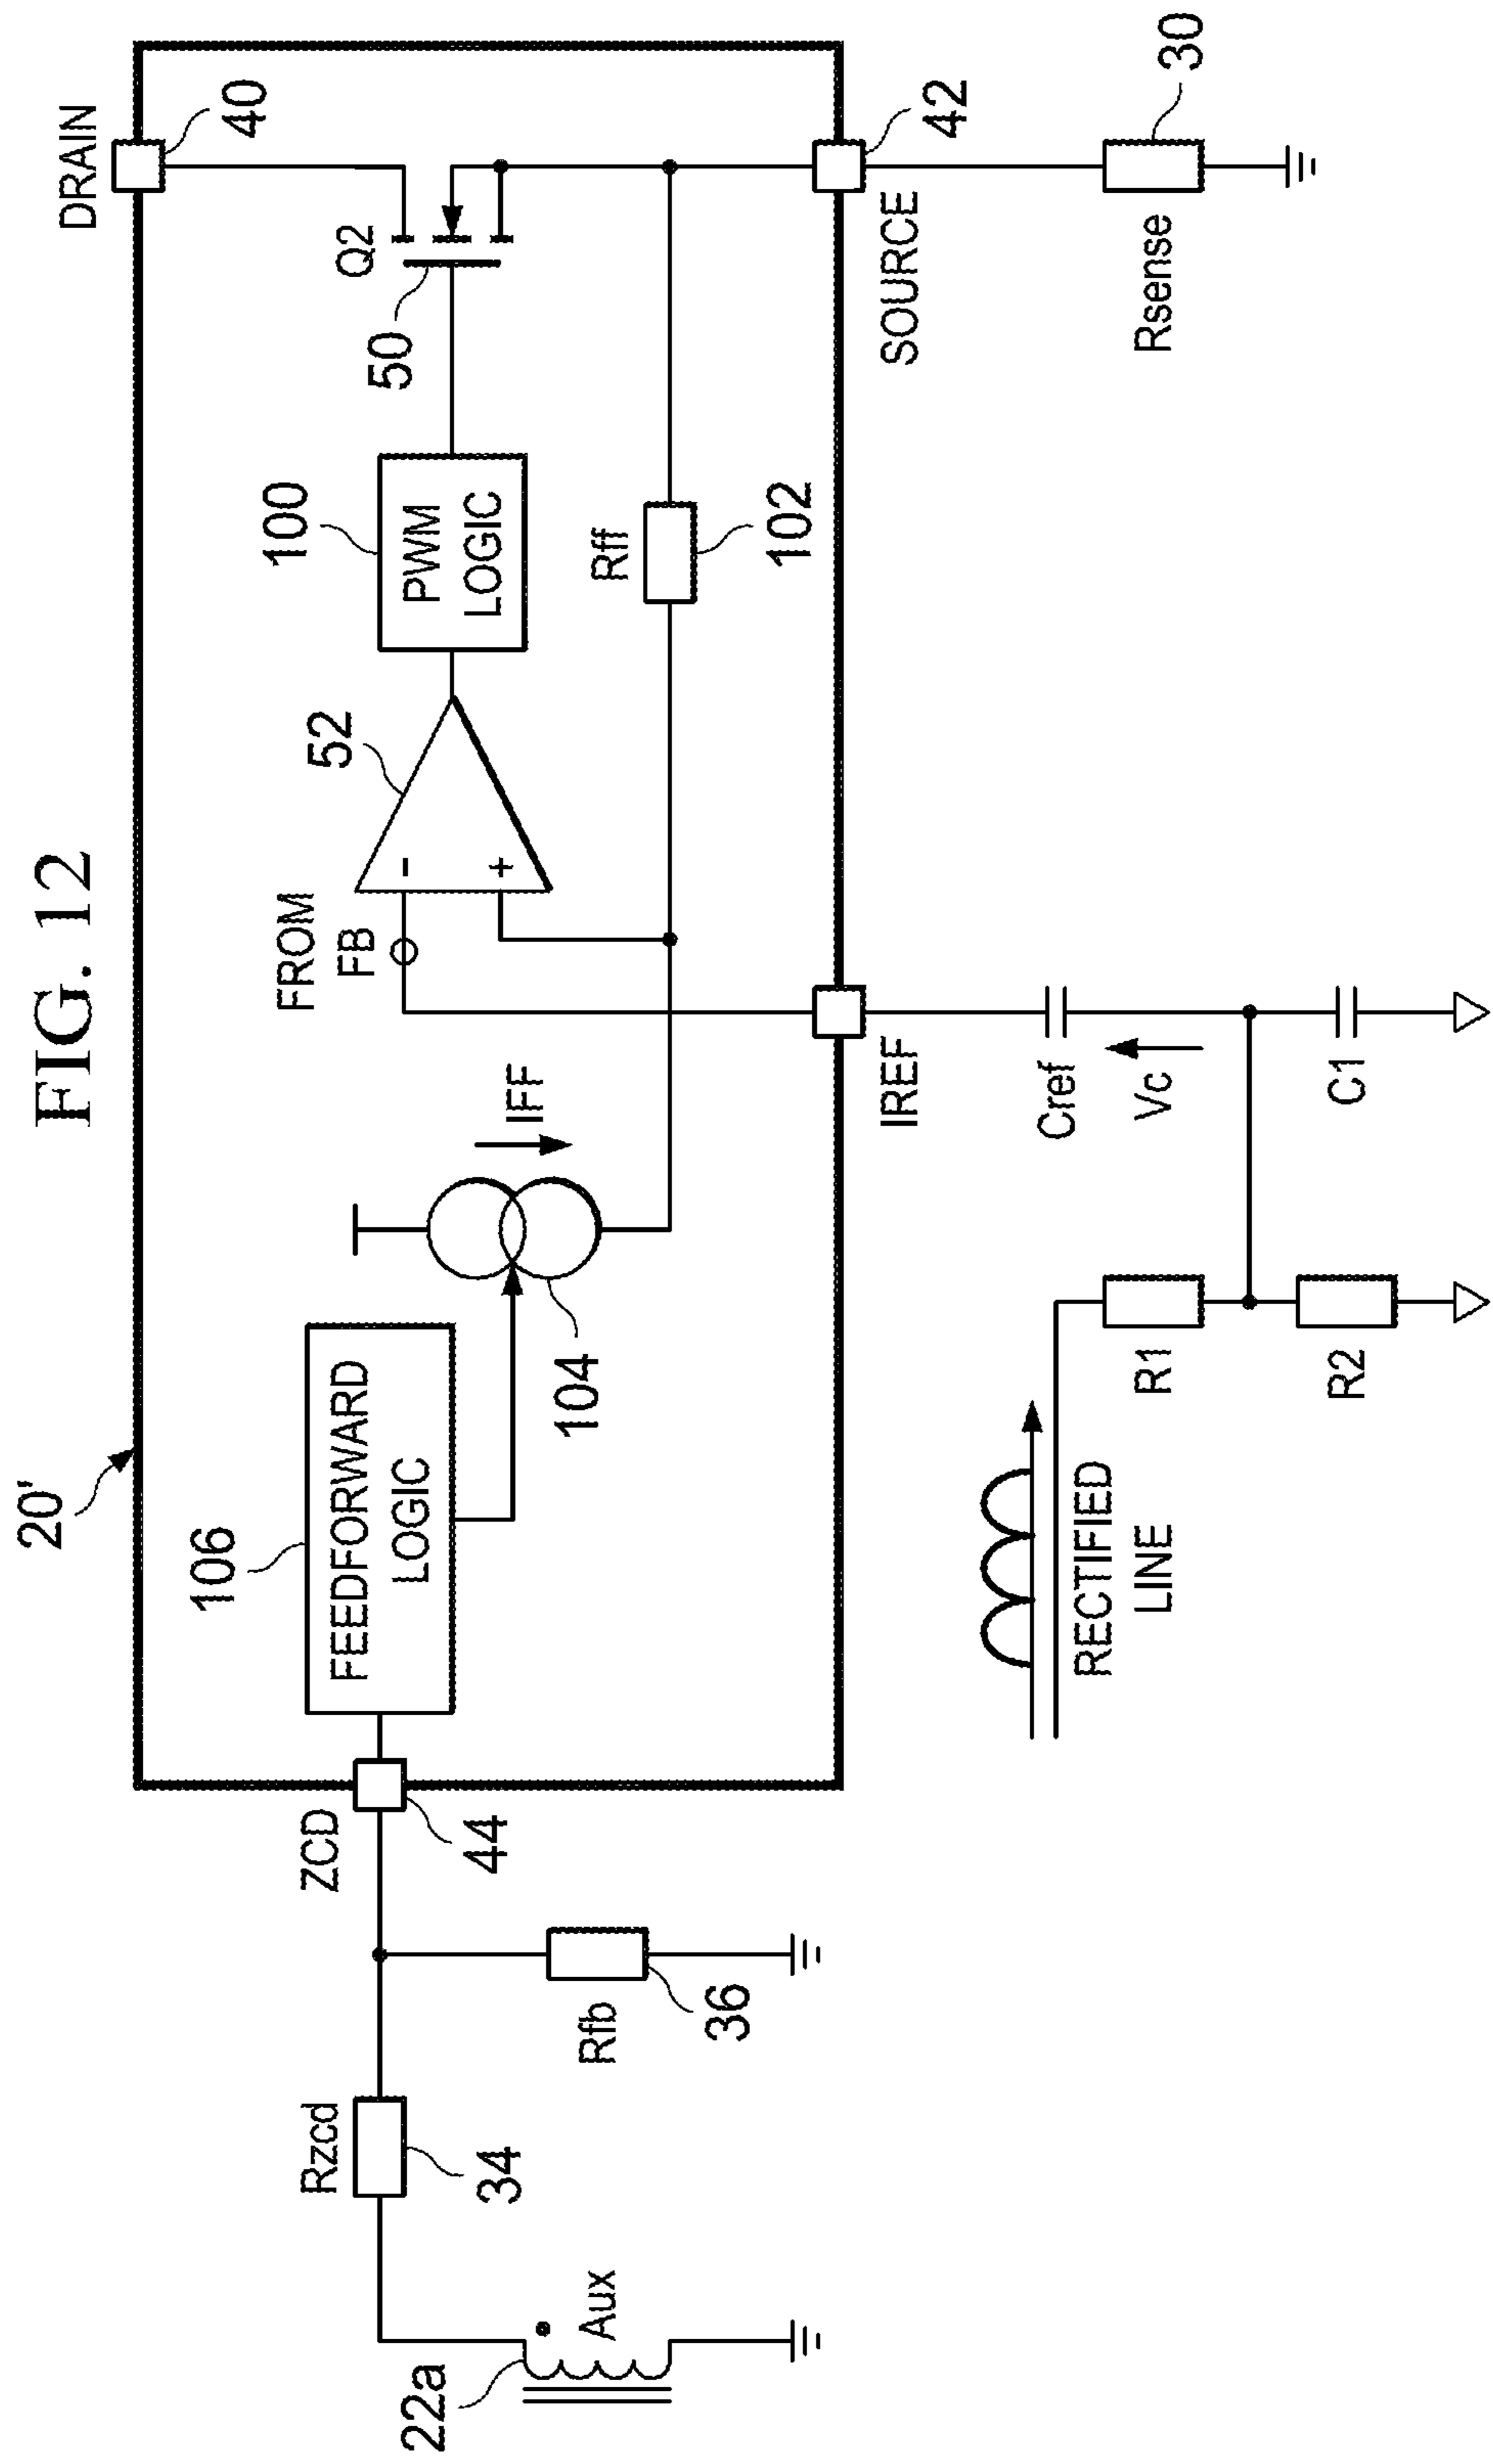 FIG. 12
20'
DRAIN
40
106
FEEDFORWARD
LOGIC
104
IFF
FROM
FB
52
-
+
100
PWM
LOGIC
Q2
50
Rff
102
22a
Aux
Rzcd
34
Rfb
36
ZCD
44
IREF
SOURCE
42
Cref
Vc
C1
RECTIFIED
LINE
R1
R2
Rsense
30